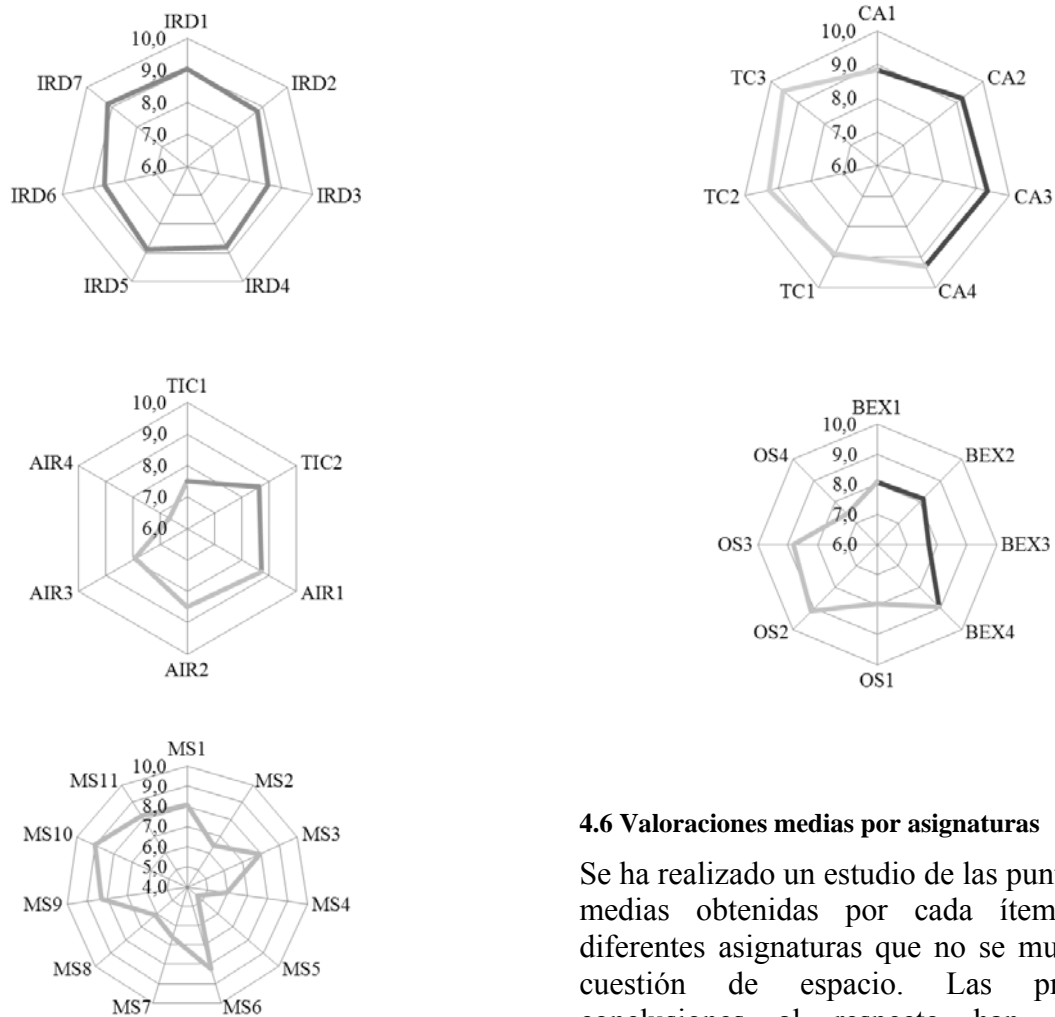 IRD1
10,0
9,0
IRD7
IRD2
8,0
7,0
6,0
IRD6
IRD3
IRD5
IRD4
CA1
10,0
TC3
9,0
CA2
8,0
7,0
6,0
TC2
CA3
TC1
CA4
TIC1
10,0
9,0
AIR4
8,0
TIC2
7,0
6,0
AIR3
AIR1
AIR2
BEX1
10,0
OS4
9,0
BEX2
8,0
7,0
OS3
6,0
BEX3
OS2
BEX4
OS1
MS1
10,0
MS11
9,0
MS2
8,0
MS10
7,0
MS3
6,0
5,0
4,0
MS9
MS4
MS8
MS5
MS7
MS6
4.6 Valoraciones medias por asignaturas
Se ha realizado un estudio de las
medias obtenidas por cada ítem
diferentes asignaturas que no se
cuestión de espacio. Las